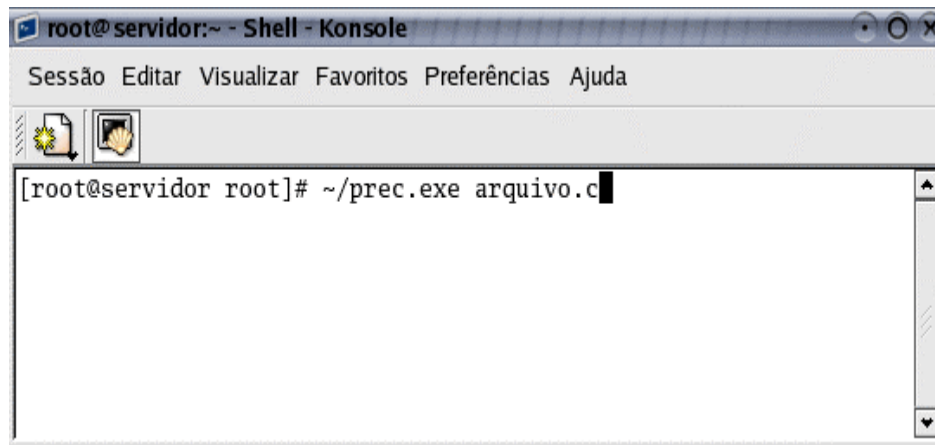 root@servidor:~ - Shell - Konsole
Sessão Editar Visualizar Favoritos Preferências Ajuda
[root@servidor root]# ~/prec.exe arquivo.c